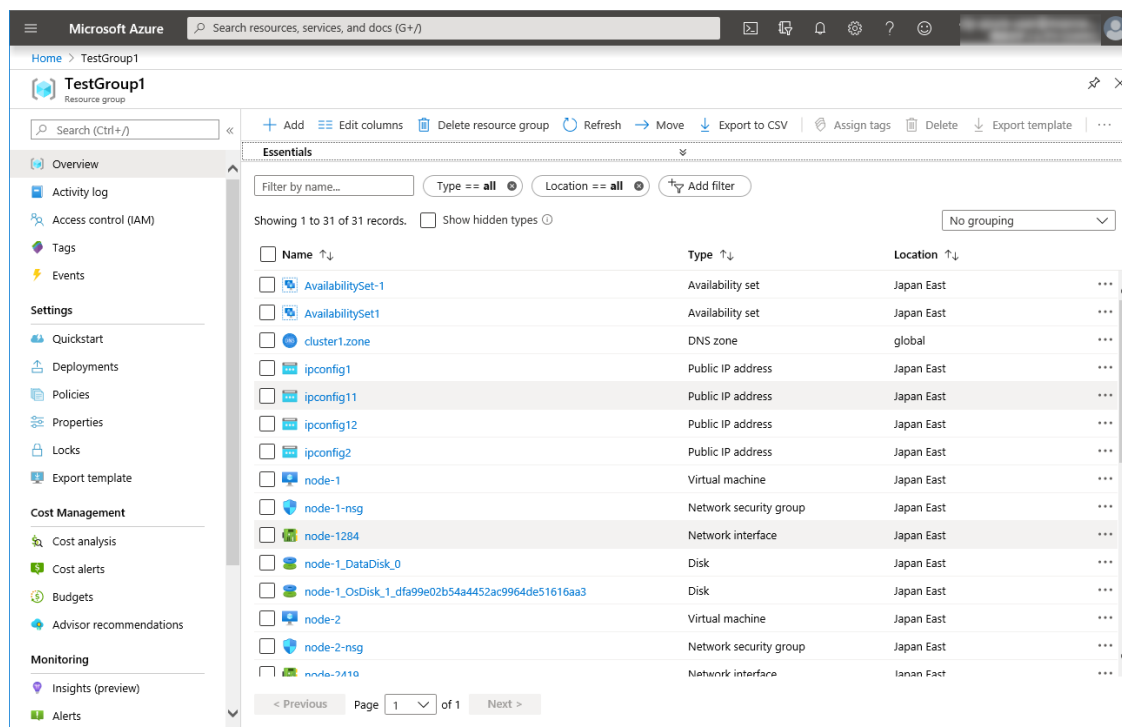 Microsoft Azure
Search resources, services, and docs (G+/)
Home > TestGroup1
TestGroup1
Resource group
Search (Ctrl+/)
«
Overview
Activity log
Access control (IAM)
Tags
Events
Settings
Quickstart
Deployments
Policies
Properties
Locks
Export template
Cost Management
Cost analysis
Cost alerts
Budgets
Advisor recommendations
Monitoring
Insights (preview)
Alerts
Add Edit columns Delete resource group Refresh Move Export to CSV Assign tags Delete Export template ...
Essentials
Filter by name... Type == all Location == all Add filter
Showing 1 to 31 of 31 records. Show hidden types No grouping
Name Type Location
AvailabilitySet-1 Availability set Japan East ...
AvailabilitySet1 Availability set Japan East ...
cluster1.zone DNS zone global ...
ipconfig1 Public IP address Japan East ...
ipconfig11 Public IP address Japan East ...
ipconfig12 Public IP address Japan East ...
ipconfig2 Public IP address Japan East ...
node-1 Virtual machine Japan East ...
node-1-nsg Network security group Japan East ...
node-1284 Network interface Japan East ...
node-1_DataDisk_0 Disk Japan East ...
node-1_OsDisk_1_dfa99e02b54a4452ac9964de51616aa3 Disk Japan East ...
node-2 Virtual machine Japan East ...
node-2-nsg Network security group Japan East ...
node-2419 Network interface Japan East ...
< Previous Page 1 of 1 Next >